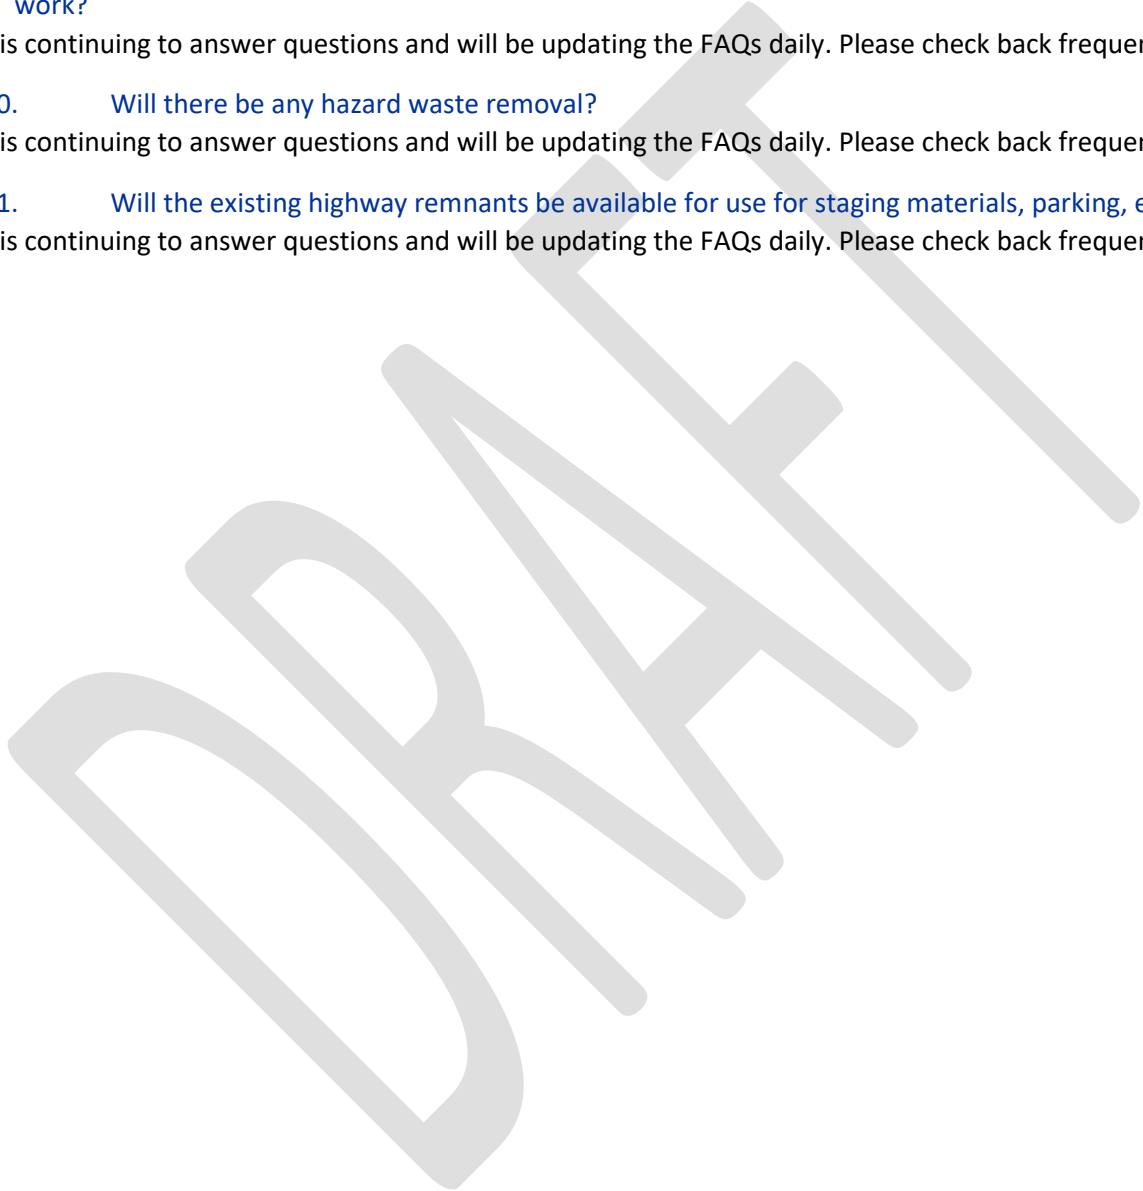 work?
is continuing to answer questions and will be updating the FAQs daily. Please check back frequen
0. Will there be any hazard waste removal?
is continuing to answer questions and will be updating the FAQs daily. Please check back frequen
1. Will the existing highway remnants be available for use for staging materials, parking, e
is continuing to answer questions and will be updating the FAQs daily. Please check back frequen
DRAFT